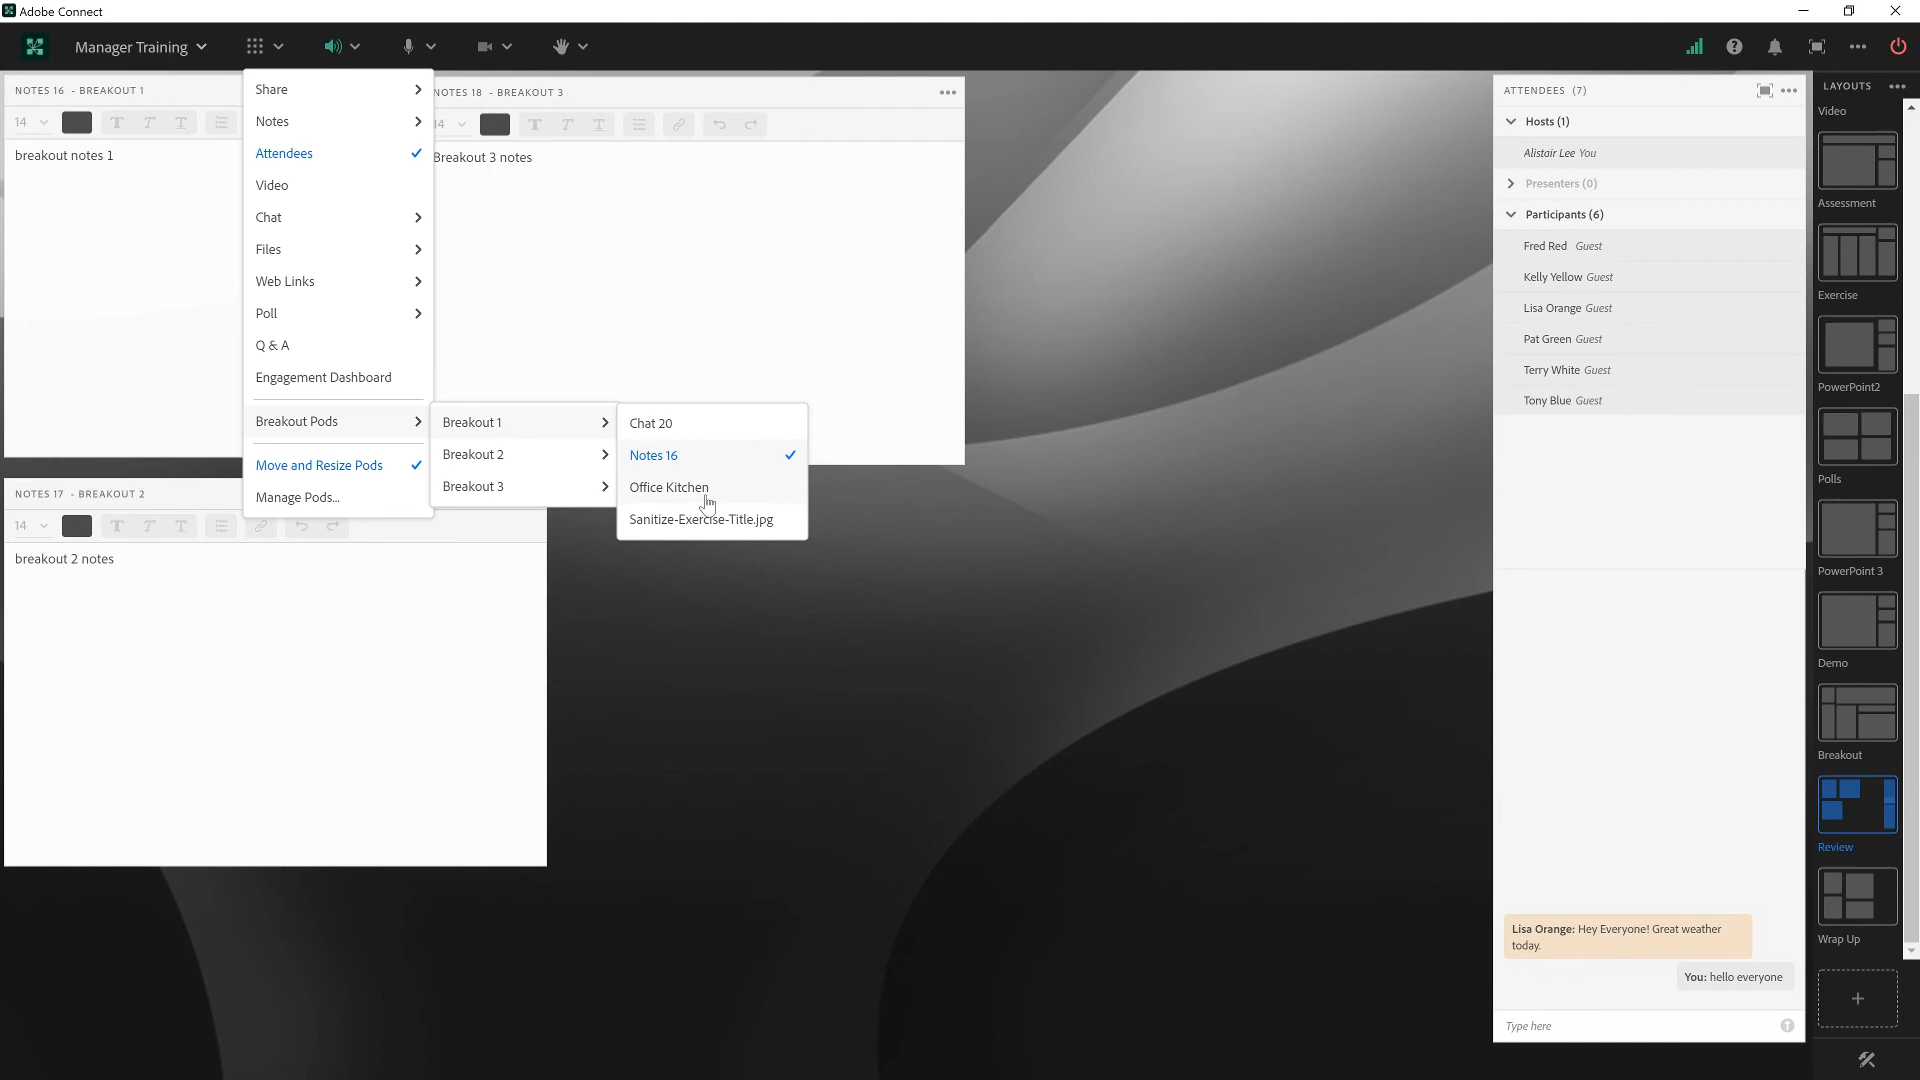 Adobe Connect
Manager Training
NOTES 16 - BREAKOUT 1
14
breakout notes 1
Share
Notes
Attendees
Video
Chat
Files
Web Links
Poll
Q & A
Engagement Dashboard
Breakout Pods
Move and Resize Pods
Manage Pods...
Breakout 1
Breakout 2
Breakout 3
Chat 20
Notes 16
Office Kitchen
Sanitize-Exercise-Title.jpg
NOTES 18 - BREAKOUT 3
14
Breakout 3 notes
NOTES 17 - BREAKOUT 2
14
breakout 2 notes
ATTENDEES (7)
Hosts (1)
Alistair Lee You
Presenters (0)
Participants (6)
Fred Red Guest
Kelly Yellow Guest
Lisa Orange Guest
Pat Green Guest
Terry White Guest
Tony Blue Guest
Lisa Orange: Hey Everyone! Great weather
today.
You: hello everyone
Type here
LAYOUTS
Video
Assessment
Exercise
PowerPoint2
Polls
PowerPoint 3
Demo
Breakout
Review
Wrap Up